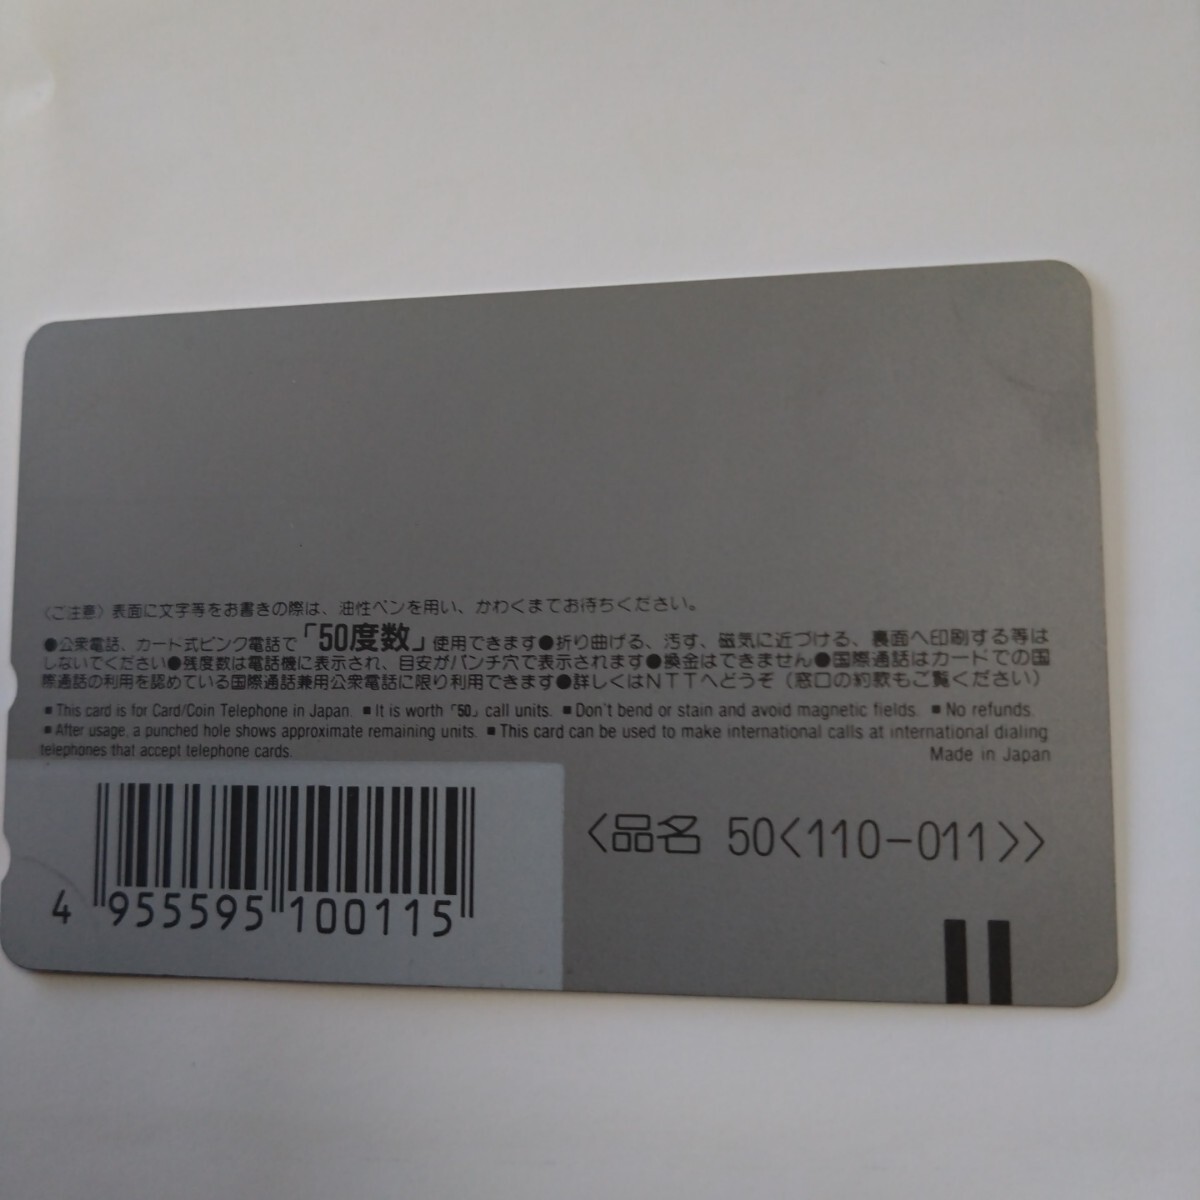 〈ご注意〉表面に文字等をお書きの際は、油性ペンを用い、かわくまでお待ちください。
●公衆電話、カード式ピンク電話で「50度数」使用できます●折り曲げる、汚す、磁気に近づける、裏面へ印刷する等は
しないでください●残度数は電話機に表示され、目安がパンチ穴で表示されます●換金はできません●国際通話はカードでの国
際通話の利用を認めている国際通話兼用公衆電話に限り利用できます●詳しくはNTTへどうぞ（窓口の約款もご覧ください）
■This card is for Card/Coin Telephone in Japan. ■It is worth「50」call units. ■Don't bend or stain and avoid magnetic fields. ■No refunds.
■After usage, a punched hole shows approximate remaining units. ■This card can be used to make international calls at international dialing
telephones that accept telephone cards.
Made in Japan
〈品名 50〈110-011〉〉
4 955595 100115